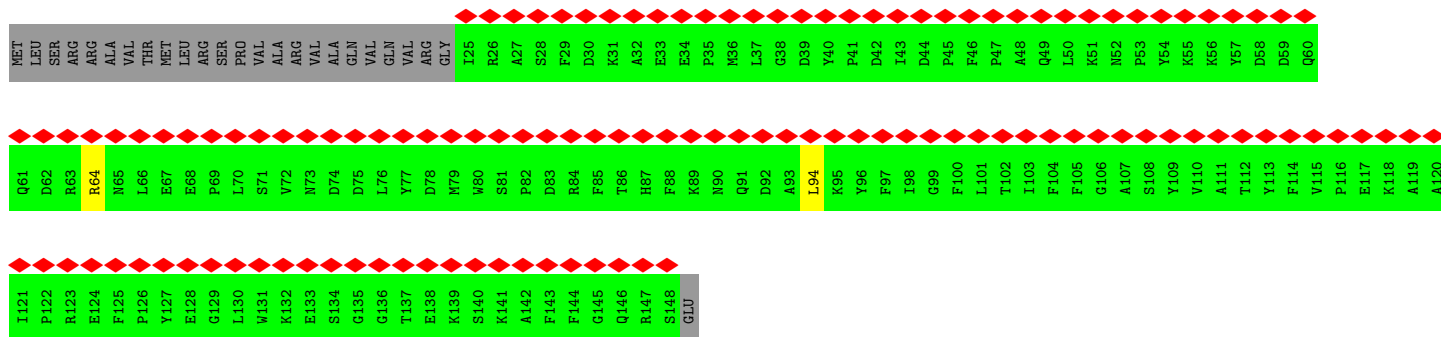 MET LEU SER ARG ARG ALA VAL THR MET LEU ARG SER PRO VAL ALA ARG VAL ALA GLN VAL GLN VAL ARG GLY I25 R26 A27 S28 F29 D30 K31 A32 E33 E34 P35 M36 L37 G38 D39 Y40 P41 D42 I43 D44 P45 F46 P47 A48 Q49 L50 K51 N52 P53 Y54 K55 K56 Y57 D58 D59 Q60
Q61 D62 R63 R64 N65 L66 E67 E68 P69 L70 S71 V72 N73 D74 D75 L76 Y77 D78 M79 W80 S81 P82 D83 R84 F85 T86 H87 F88 K89 N90 Q91 D92 A93 L94 K95 Y96 F97 I98 G99 F100 L101 T102 I103 F104 F105 G106 A107 S108 Y109 V110 A111 T112 Y113 F114 V115 P116 E117 K118 A119 A120
I121 P122 R123 E124 F125 P126 Y127 E128 G129 L130 W131 K132 E133 S134 G135 G136 T137 E138 K139 S140 K141 A142 F143 F144 G145 Q146 R147 S148 GLU